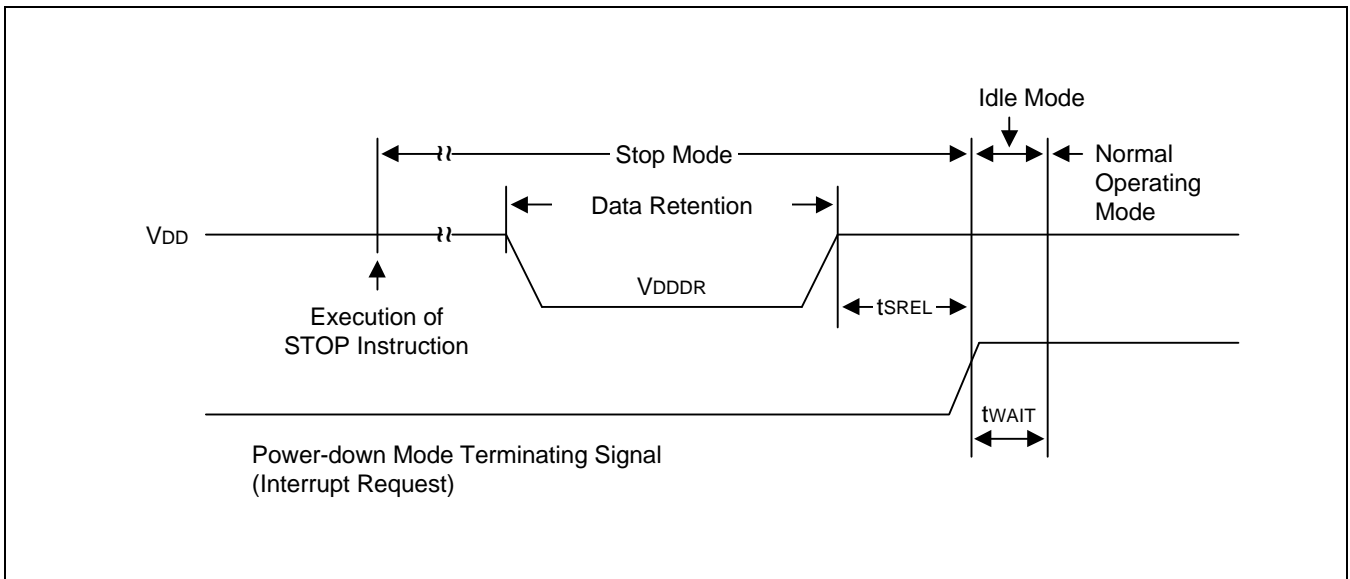 Idle Mode
Stop Mode
Normal
Operating
Mode
Data Retention
VDD
VDDDR
tSREL
Execution of
STOP Instruction
tWAIT
Power-down Mode Terminating Signal
(Interrupt Request)